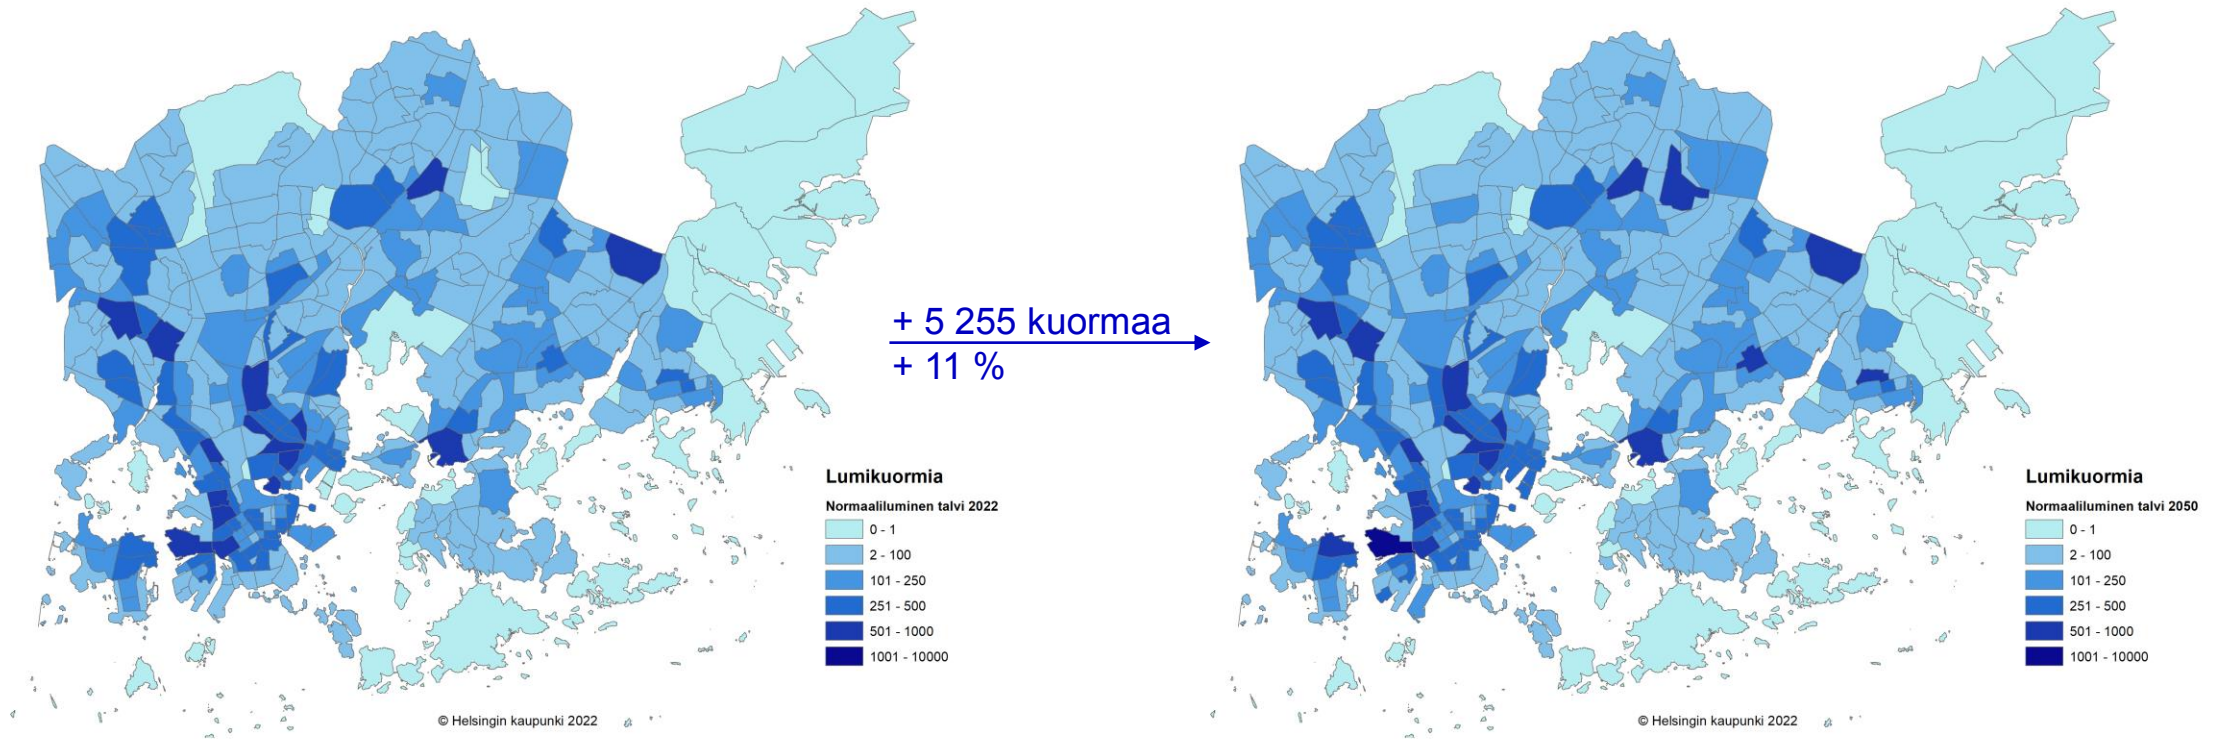 Lumikuormia
Normaaliluminen talvi 2022
0 - 1
2 - 100
101 - 250
251 - 500
501 - 1000
1001 - 10000
© Helsingin kaupunki 2022
+ 5 255 kuormaa
+ 11 %
Lumikuormia
Normaaliluminen talvi 2050
0 - 1
2 - 100
101 - 250
251 - 500
501 - 1000
1001 - 10000
© Helsingin kaupunki 2022